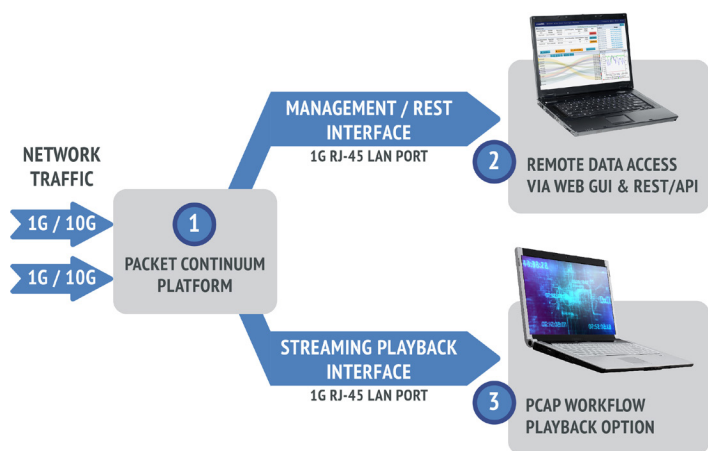 NETWORK
TRAFFIC
1G / 10G
1G / 10G
1
PACKET CONTINUUM
PLATFORM
MANAGEMENT / REST
INTERFACE
1G RJ-45 LAN PORT
2
REMOTE DATA ACCESS
VIA WEB GUI & REST/API
STREAMING PLAYBACK
INTERFACE
1G RJ-45 LAN PORT
3
PCAP WORKFLOW
PLAYBACK OPTION